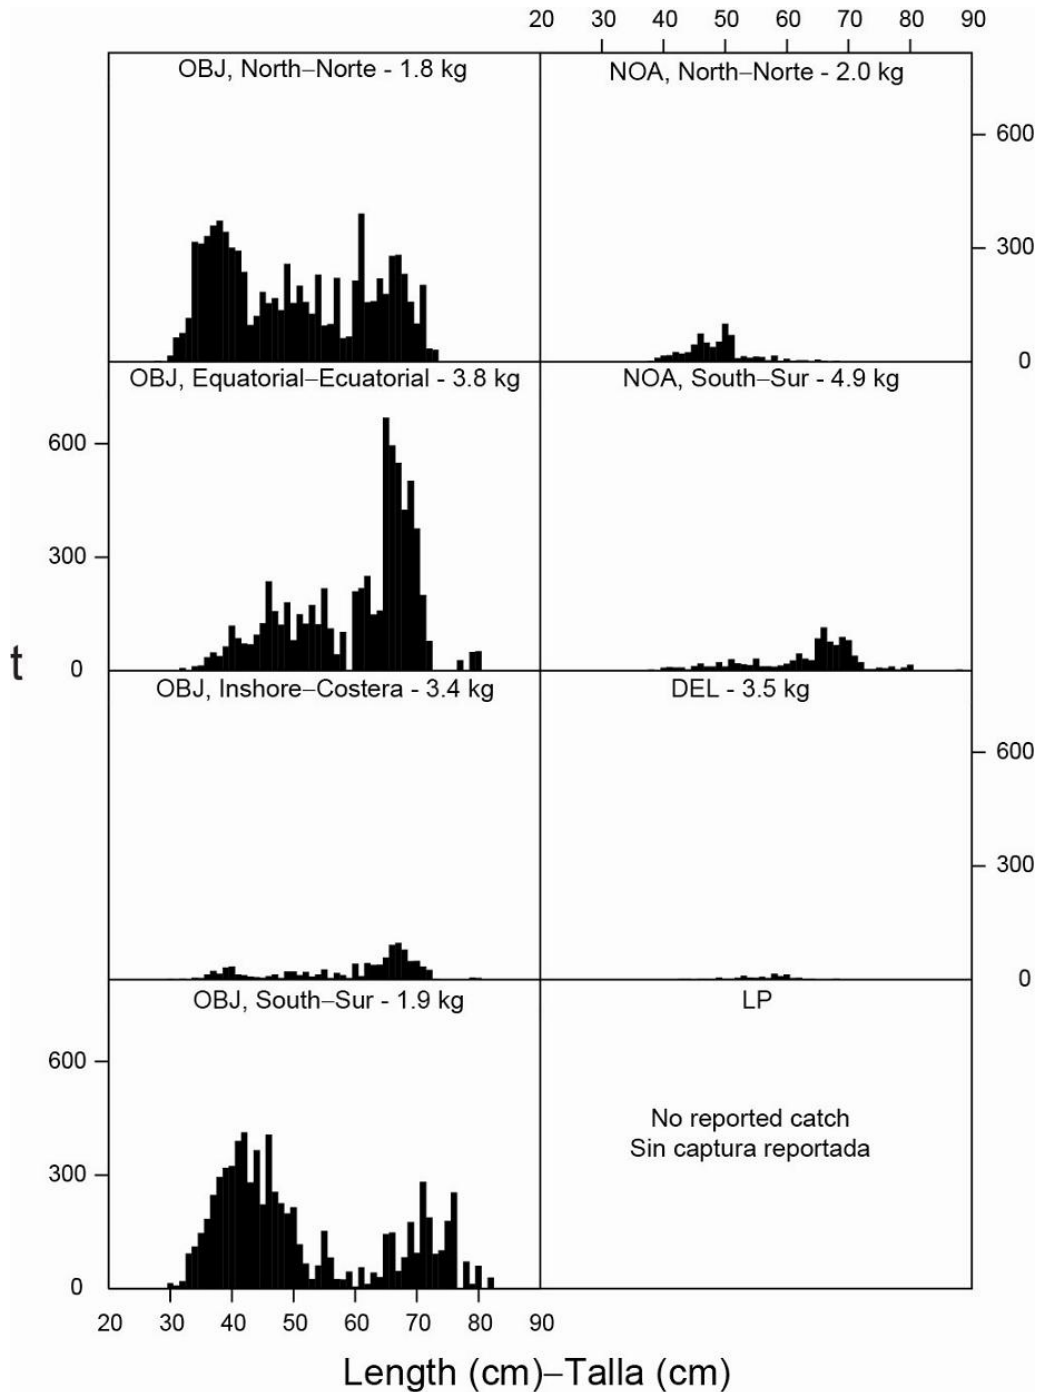 20 30 40 50 60 70 80 90
OBJ, North–Norte - 1.8 kg
NOA, North–Norte - 2.0 kg
600
300
0
OBJ, Equatorial–Ecuatorial - 3.8 kg
NOA, South–Sur - 4.9 kg
600
300
0
t
OBJ, Inshore–Costera - 3.4 kg
DEL - 3.5 kg
600
300
0
OBJ, South–Sur - 1.9 kg
LP
600
300
0
No reported catch
Sin captura reportada
20 30 40 50 60 70 80 90
Length (cm)–Talla (cm)